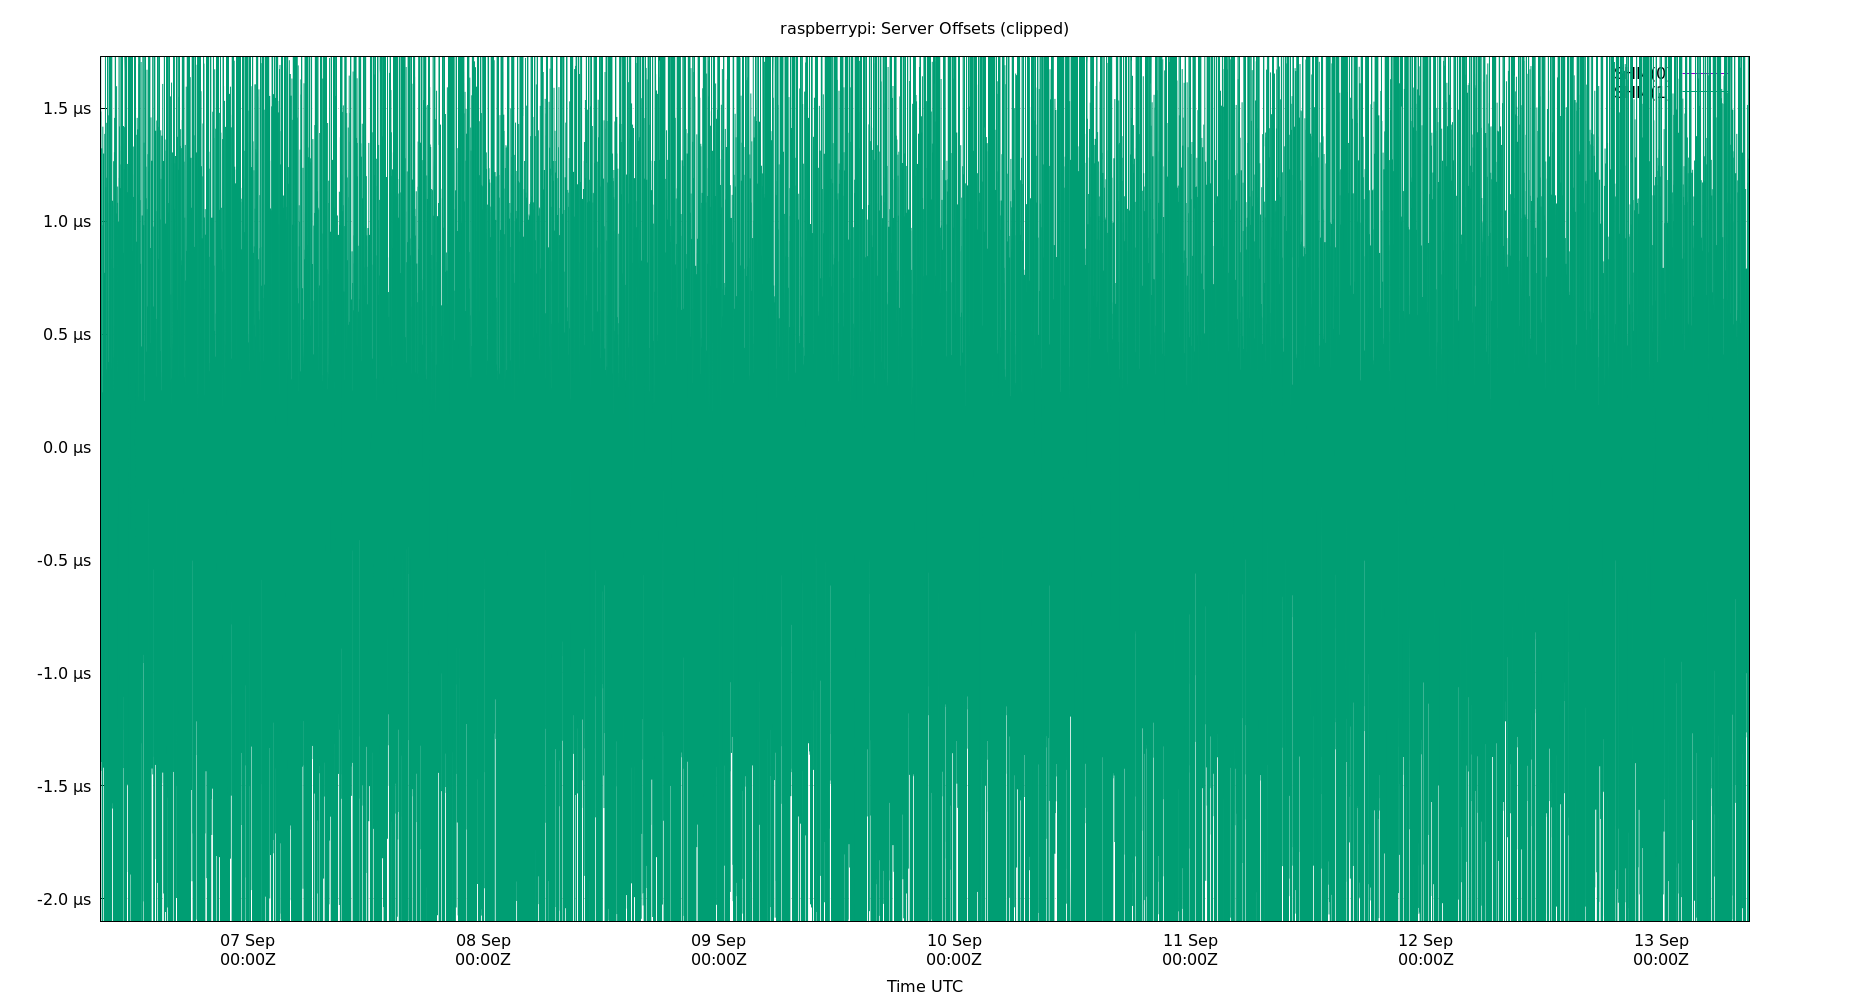 raspberrypi: Server Offsets (clipped)
1.5 µs
1.0 µs
0.5 µs
0.0 µs
-0.5 µs
-1.0 µs
-1.5 µs
-2.0 µs
07 Sep 08 Sep 09 Sep 10 Sep 11 Sep 12 Sep 13 Sep
00:00Z 00:00Z 00:00Z 00:00Z 00:00Z 00:00Z 00:00Z
Time UTC